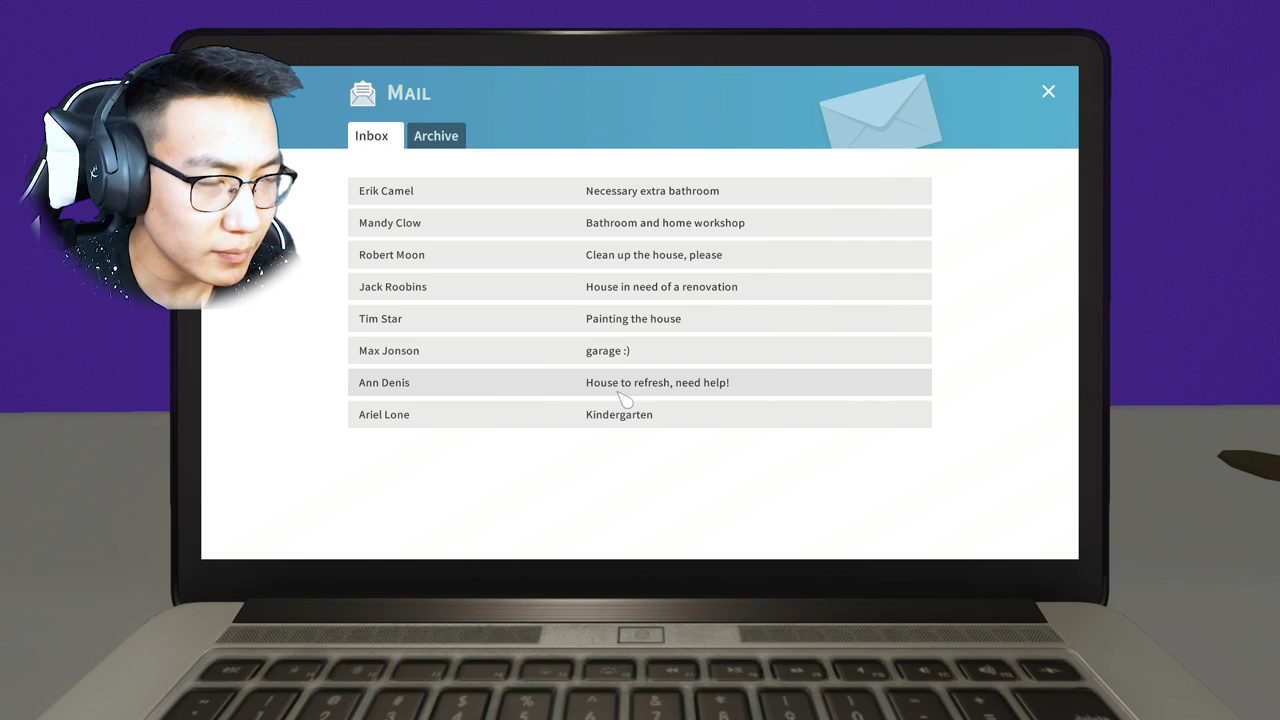 MAIL
Inbox Archive
Erik Camel Necessary extra bathroom
Mandy Clow Bathroom and home workshop
Robert Moon Clean up the house, please
Jack Roobins House in need of a renovation
Tim Star Painting the house
Max Jonson garage :)
Ann Denis House to refresh, need help!
Ariel Lone Kindergarten